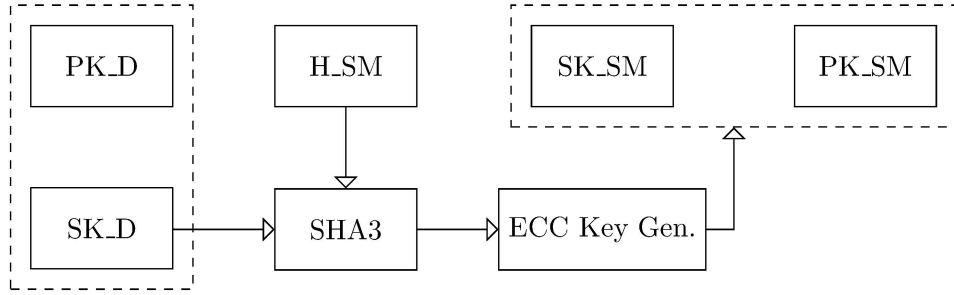 PK_D
H_SM
SK_SM
PK_SM
SK_D
SHA3
ECC Key Gen.